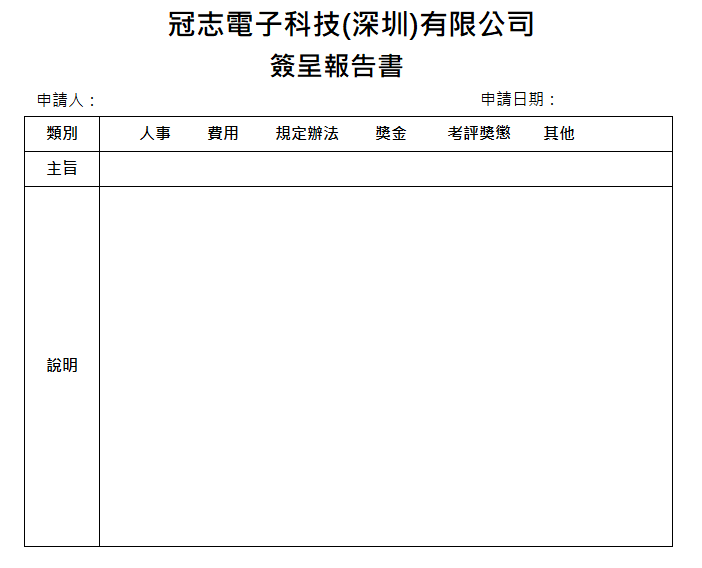 冠志電子科技(深圳)有限公司
簽呈報告書
申請人： 申請日期：
類別 人事 費用 規定辦法 獎金 考評獎懲 其他
主旨
說明